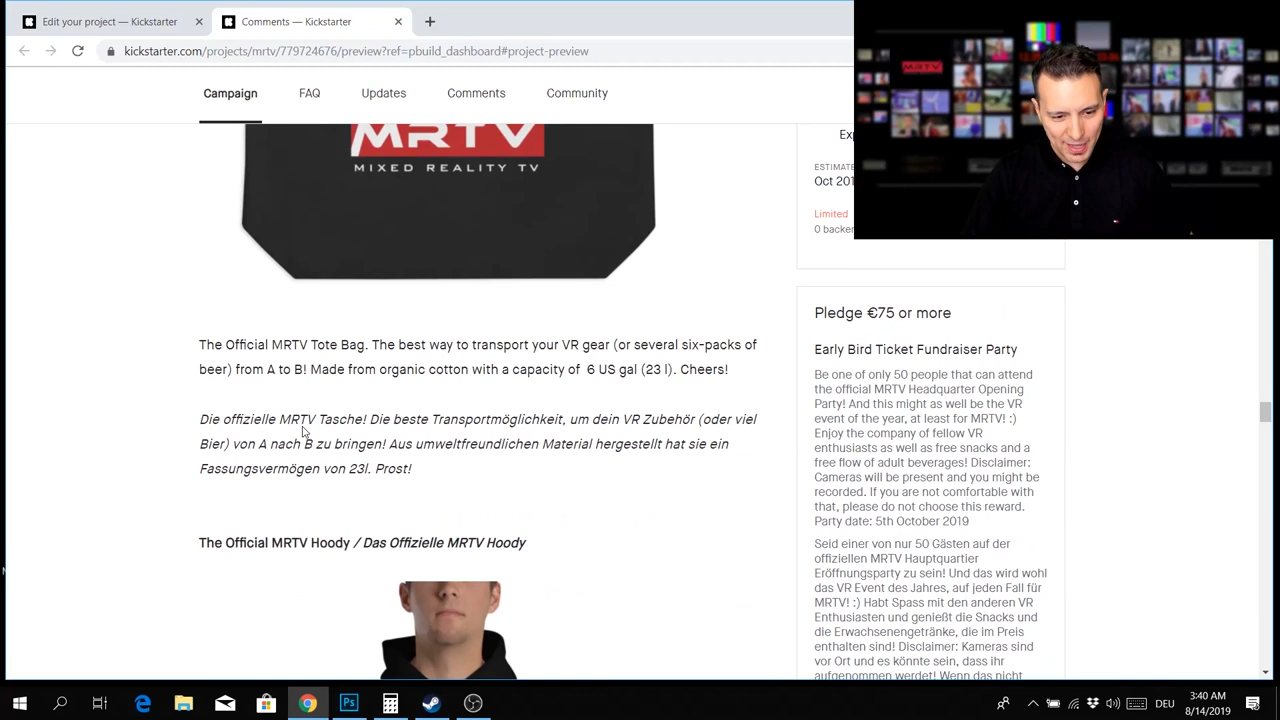 Edit your project — Kickstarter
Comments — Kickstarter
kickstarter.com/projects/mrtv/779724676/preview?ref=pbuild_dashboard#project-preview
MRTV
Campaign
FAQ
Updates
Comments
Community
MRTV
MIXED REALITY TV
The Official MRTV Tote Bag. The best way to transport your VR gear (or several six-packs of
beer) from A to B! Made from organic cotton with a capacity of 6 US gal (23 l). Cheers!
Die offizielle MRTV Tasche! Die beste Transportmöglichkeit, um dein VR Zubehör (oder viel
Bier) von A nach B zu bringen! Aus umweltfreundlichen Material hergestellt hat sie ein
Fassungsvermögen von 23l. Prost!
The Official MRTV Hoody / Das Offizielle MRTV Hoody
ESTIMATE
Limited
Pledge €75 or more
Early Bird Ticket Fundraiser Party
Be one of only 50 people that can attend
the official MRTV Headquarter Opening
Party! And this might as well be the VR
event of the year, at least for MRTV! :)
Enjoy the company of fellow VR
enthusiasts as well as free snacks and a
free flow of adult beverages! Disclaimer:
Cameras will be present and you might be
recorded. If you are not comfortable with
that, please do not choose this reward.
Party date: 5th October 2019
Seid einer von nur 50 Gästen auf der
offiziellen MRTV Hauptquartier
Eröffnungsparty zu sein! Und das wird wohl
das VR Event des Jahres, auf jeden Fall für
MRTV! :) Habt Spass mit den anderen VR
Enthusiasten und genießt die Snacks und
die Erwachsenengetränke, die im Preis
enthalten sind! Disclaimer: Kameras sind
vor Ort und es könnte sein, dass ihr
aufgenommen werdet! Wenn das nicht
DEU
3:40 AM
8/14/2019